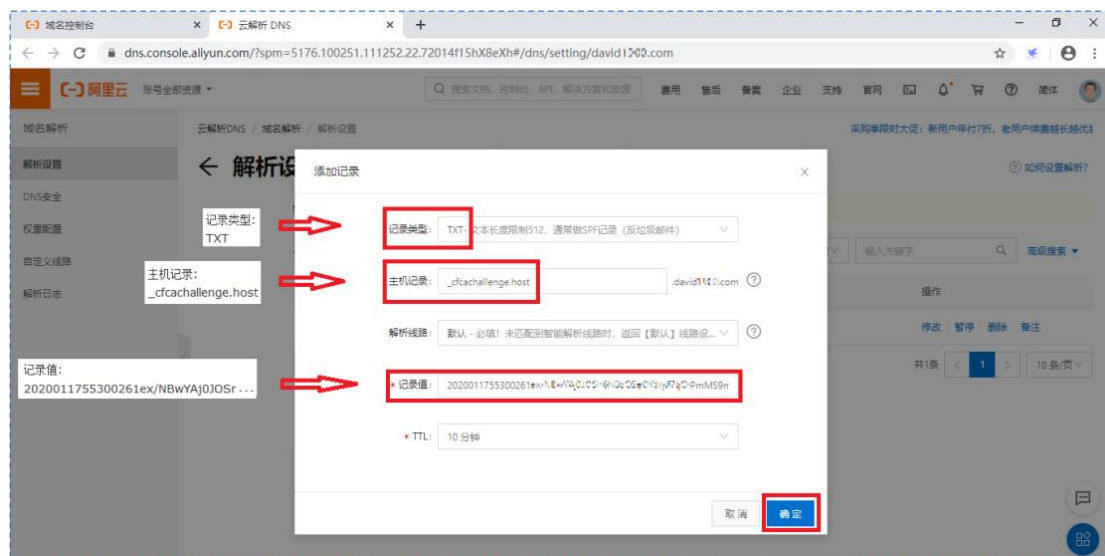 域名控制台
云解析 DNS
dns.console.aliyun.com/?spm=5176.100251.111252.22.72014f15hX8eXh#/dns/setting/david
.com
阿里云 账号全部资源
搜索文档、控制台、API、解决方案和资源
费用 售后 备案 企业 支持 官网 简体
域名解析
云解析DNS / 域名解析 / 解析设置
采购季限时大促:新用户年付7折,老用户续费越长越优惠
解析设置
解析设
如何设置解析?
DNS安全
权重配置
自定义线路
解析日志
输入关键字
高级搜索
操作
修改 暂停 删除 备注
共1条 < 1 > 10 条/页
添加记录
记录类型: TXT- 文本长度限制512,通常做SPF记录(反垃圾邮件)
主机记录: _cfcachallenge.host
.com
解析线路: 默认 - 必填!未匹配到智能解析线路时,返回【默认】线路设...
* 记录值: 2020011755300261ex
PmMS9m
* TTL: 10 分钟
取消 确定
记录类型:
TXT
主机记录:
_cfcachallenge.host
记录值:
2020011755300261ex/NBwYAj0JOSr ...